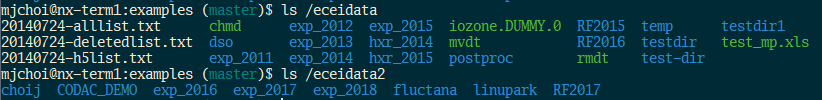 mjchoi@nx-term1:examples (master)$ ls /eceidata
20140724-alllist.txt chmd exp_2012 exp_2015 iozone.DUMMY.0 RF2015 temp testdir1
20140724-deletedlist.txt dso exp_2013 hxr_2014 mvdt RF2016 testdir test_mp.xls
20140724-h5list.txt exp_2011 exp_2014 hxr_2015 postproc rmdt test-dir
mjchoi@nx-term1:examples (master)$ ls /eceidata2
choij CODAC_DEMO exp_2016 exp_2017 exp_2018 fluctana linupark RF2017